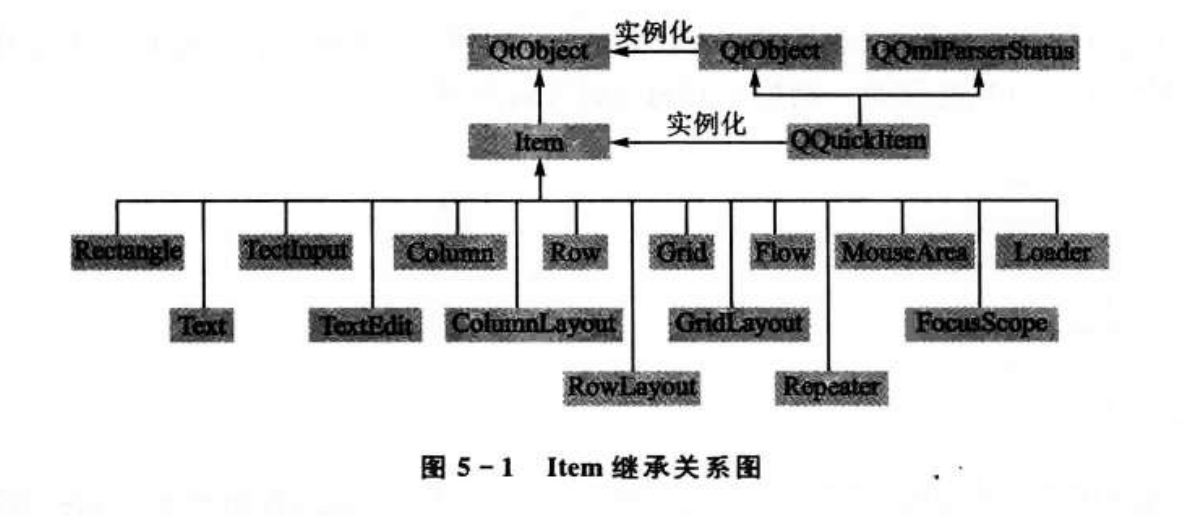 实例化
QtObject
QtObject
QQmlParserStatus
实例化
Item
QQuickItem
Rectangle
TectInput
Column
Row
Grid
Flow
MouseArea
Loader
Text
TextEdit
ColumnLayout
GridLayout
FocusScope
RowLayout
Repeater
图 5-1 Item 继承关系图